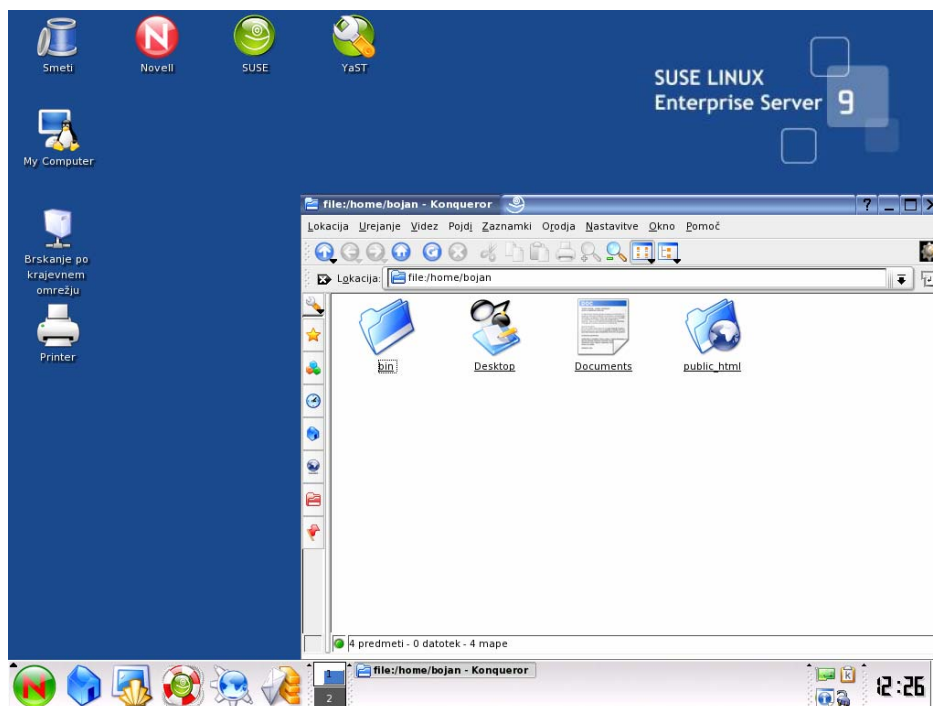 Smeti
Novell
SUSE
YaST
SUSE LINUX
Enterprise Server 9
My Computer
Brskanje po
krajevnem
omrežju
Printer
file:/home/bojan - Konqueror
Lokacija Urejanje Videz Pojdi Zaznamki Orodja Nastavitve Okno Pomoč
Lokacija: file:/home/bojan
bin
Desktop
Documents
public_html
4 predmeti - 0 datotek - 4 mape
1
2
file:/home/bojan - Konqueror
12:26